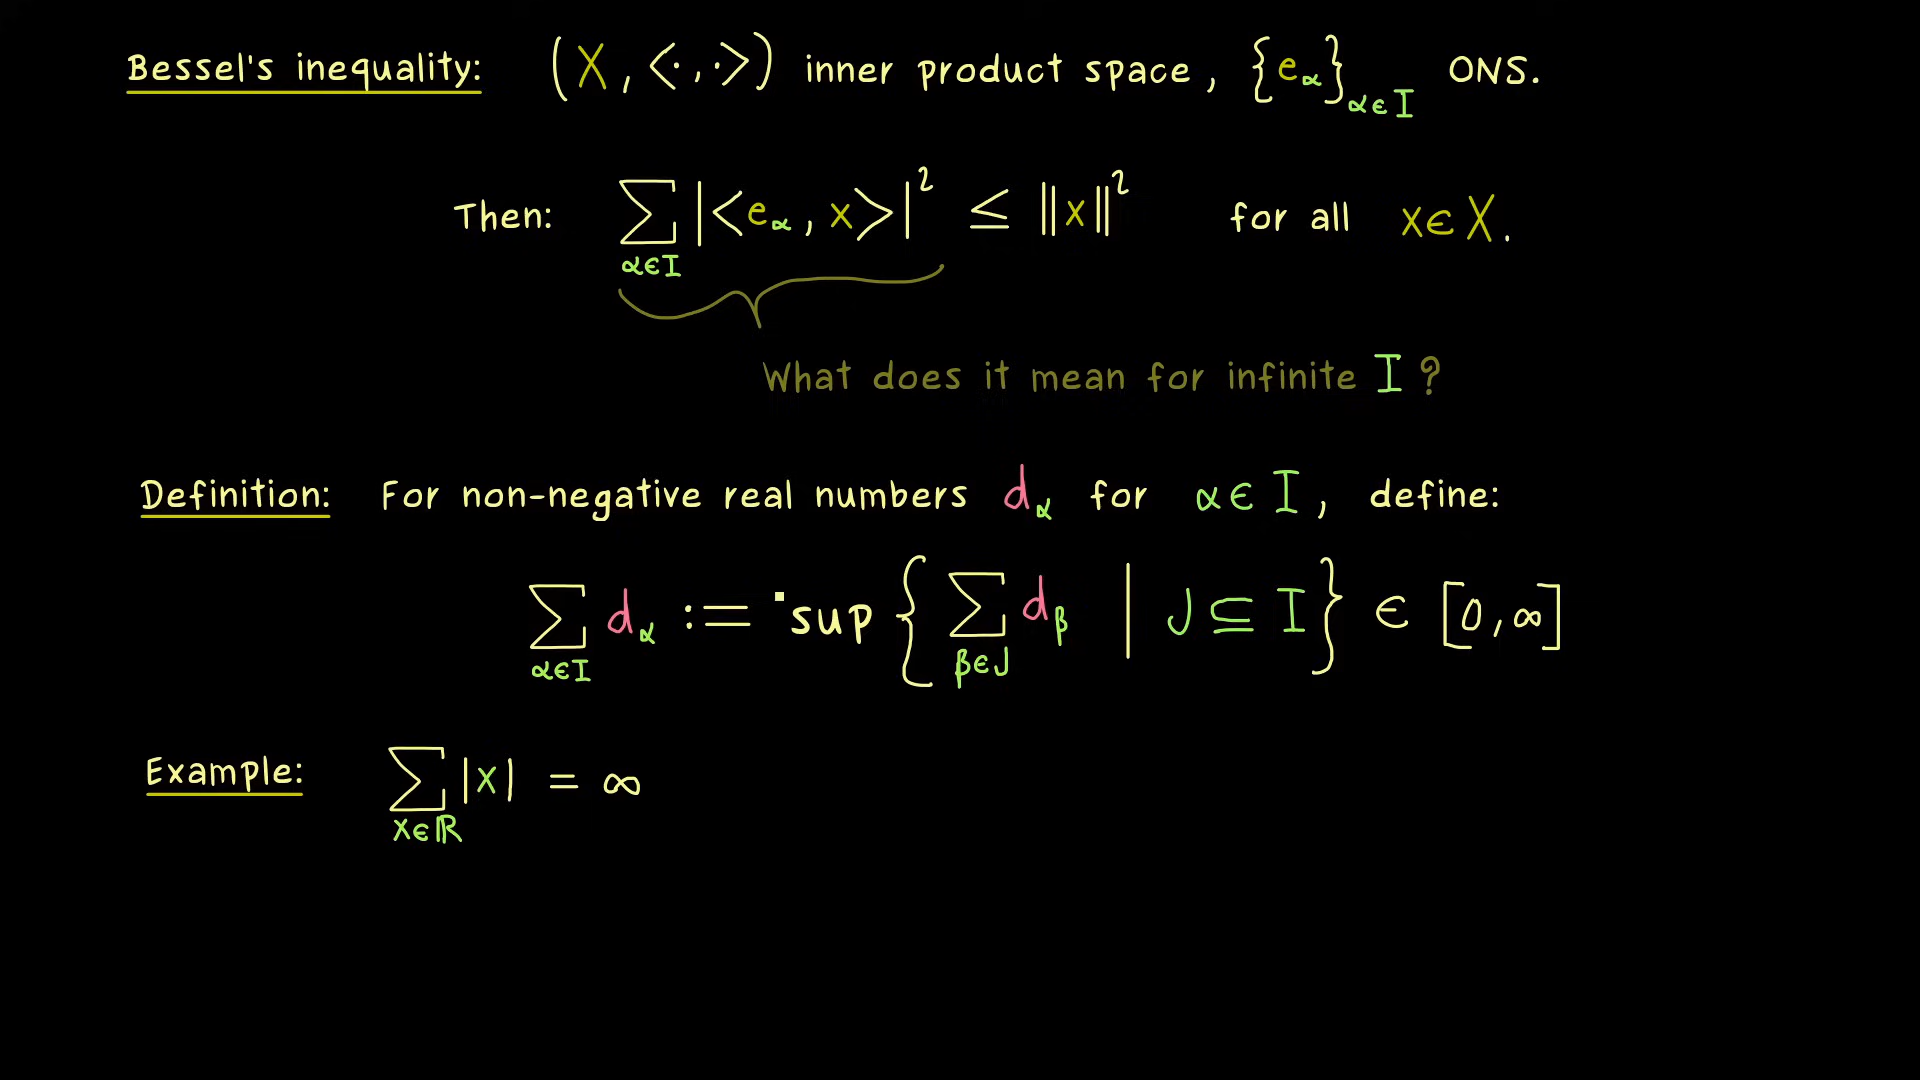 Bessel's inequality: (X, <·,·>) inner product space, {e_α}_{α∈I} ONS.
Then: ∑_{α∈I} |<e_α, x>|² ≤ ‖x‖² for all x∈X.
What does it mean for infinite I?
Definition: For non-negative real numbers d_α for α∈I, define:
∑_{α∈I} d_α := sup { ∑_{β∈J} d_β | J ⊆ I } ∈ [0,∞]
Example: ∑_{x∈ℝ} |x| = ∞